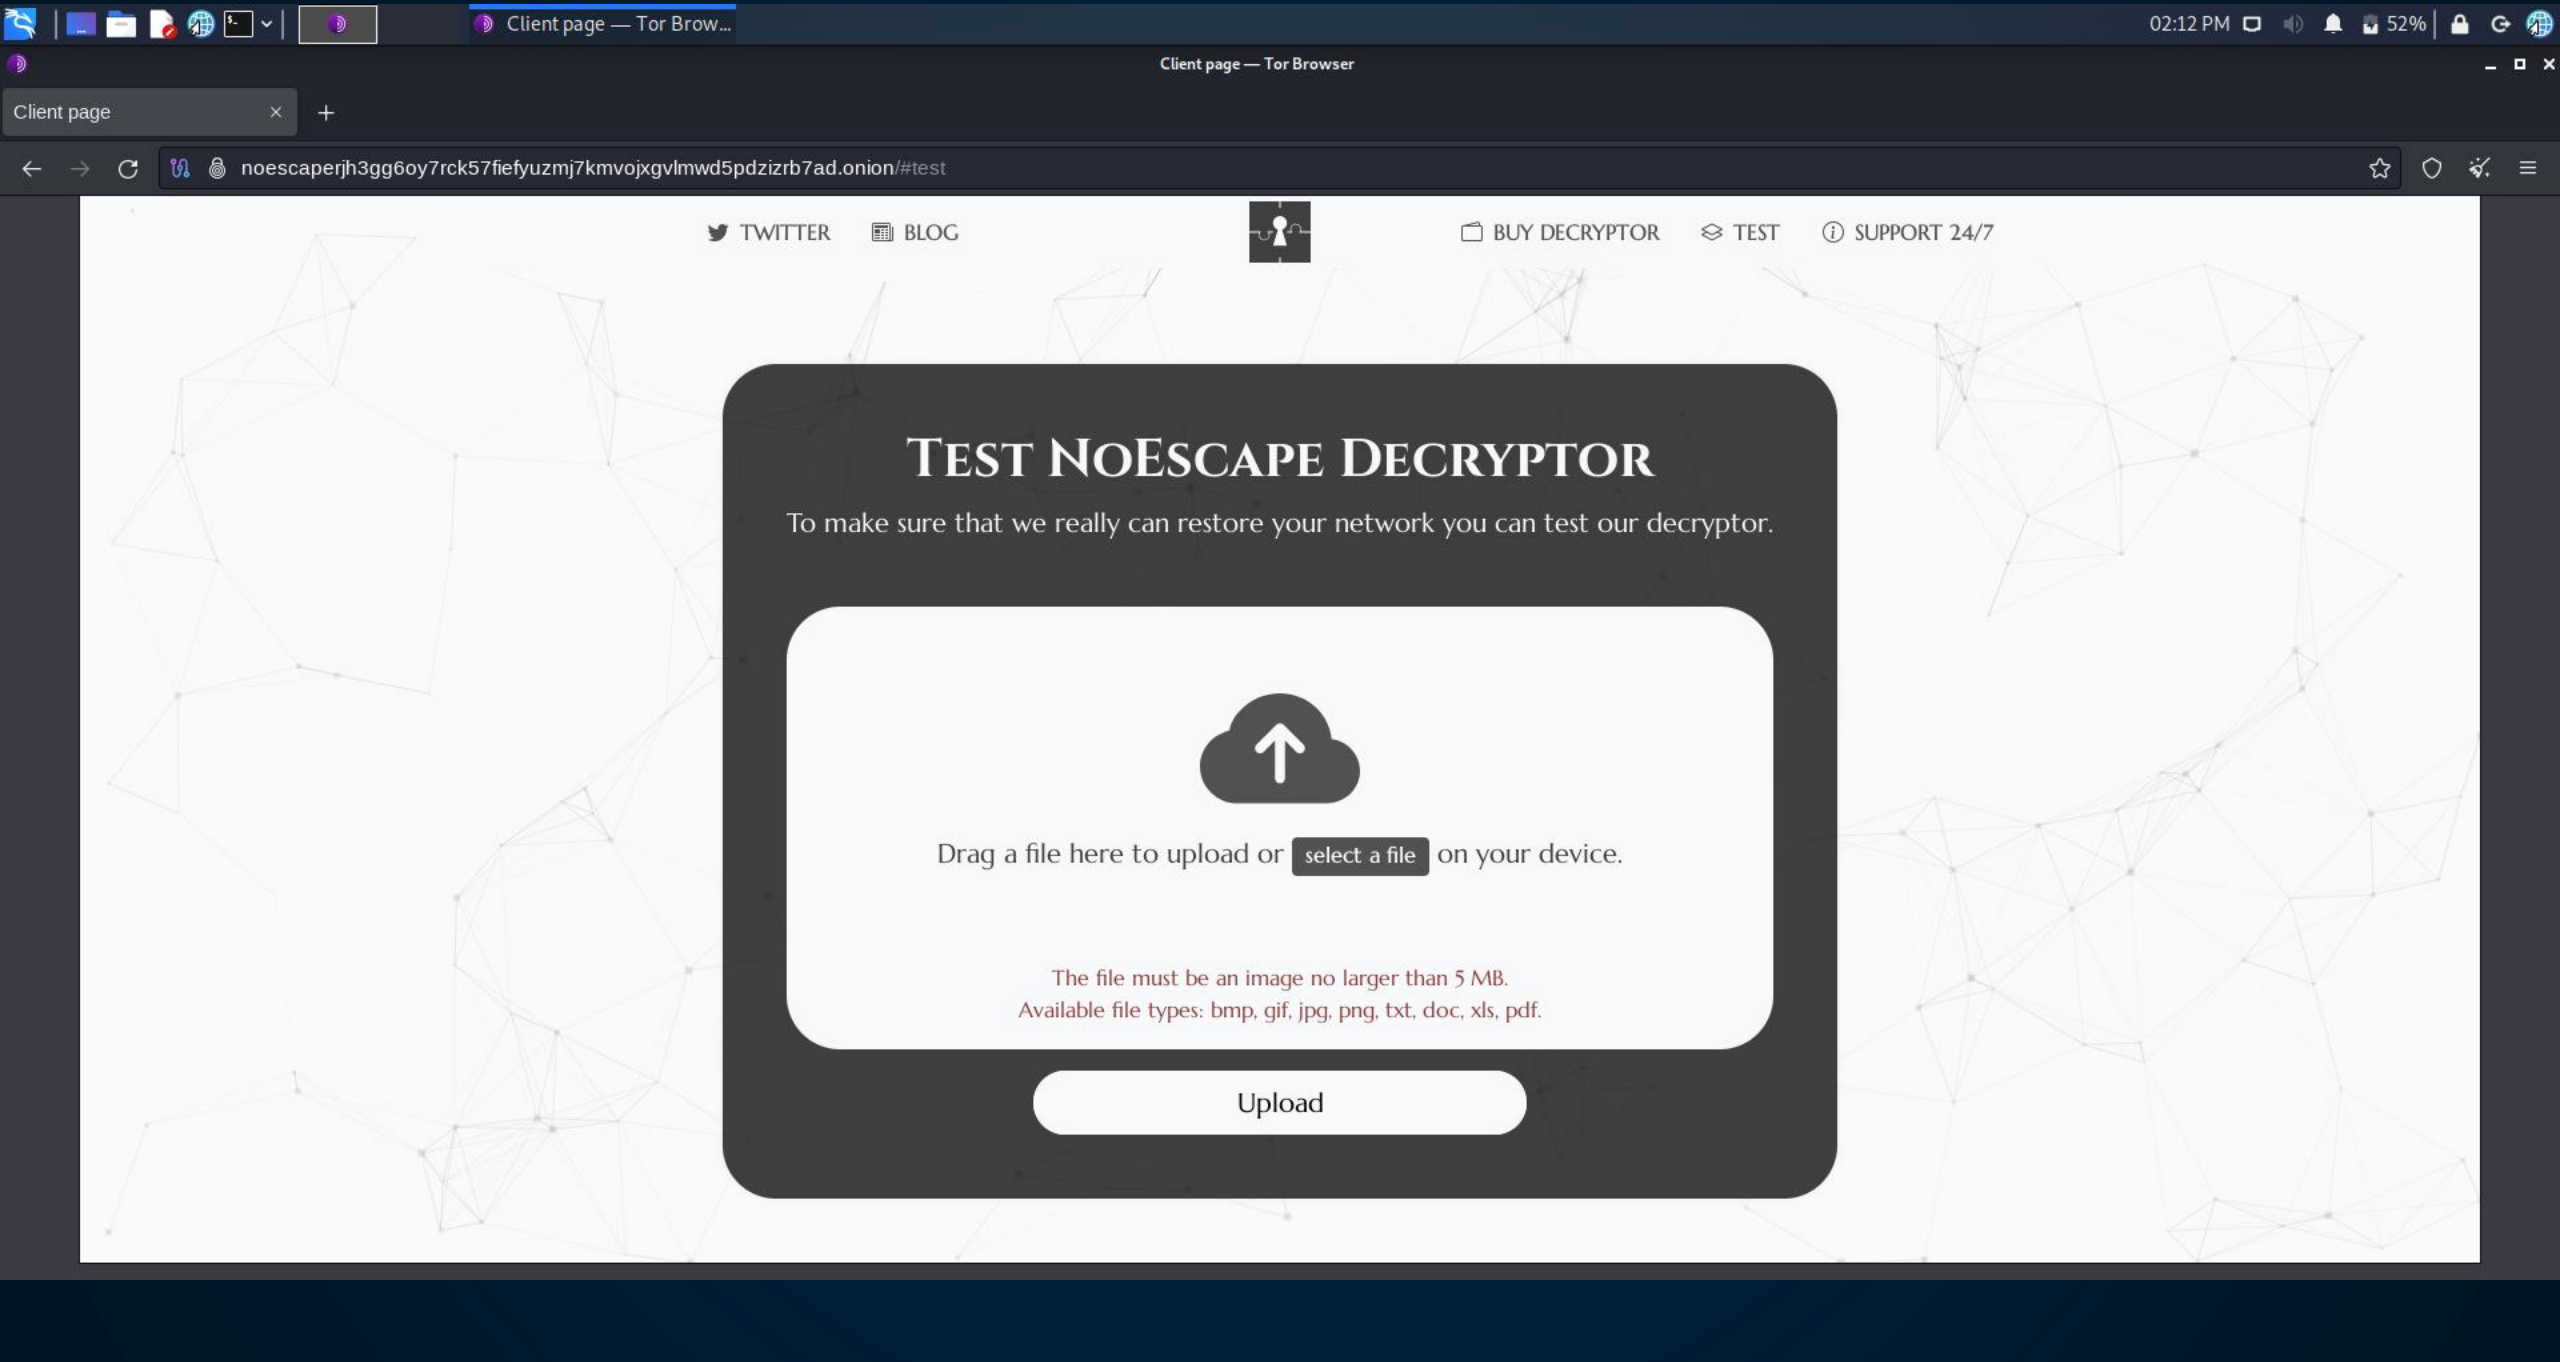 Client page — Tor Brow...
02:12 PM
52%
Client page — Tor Browser
Client page
noescaperjh3gg6oy7rck57fiefyuzmj7kmvojxgvlmwd5pdzizrb7ad.onion/#test
TWITTER BLOG BUY DECRYPTOR TEST SUPPORT 24/7
TEST NOESCAPE DECRYPTOR
To make sure that we really can restore your network you can test our decryptor.
Drag a file here to upload or select a file on your device.
The file must be an image no larger than 5 MB.
Available file types: bmp, gif, jpg, png, txt, doc, xls, pdf.
Upload